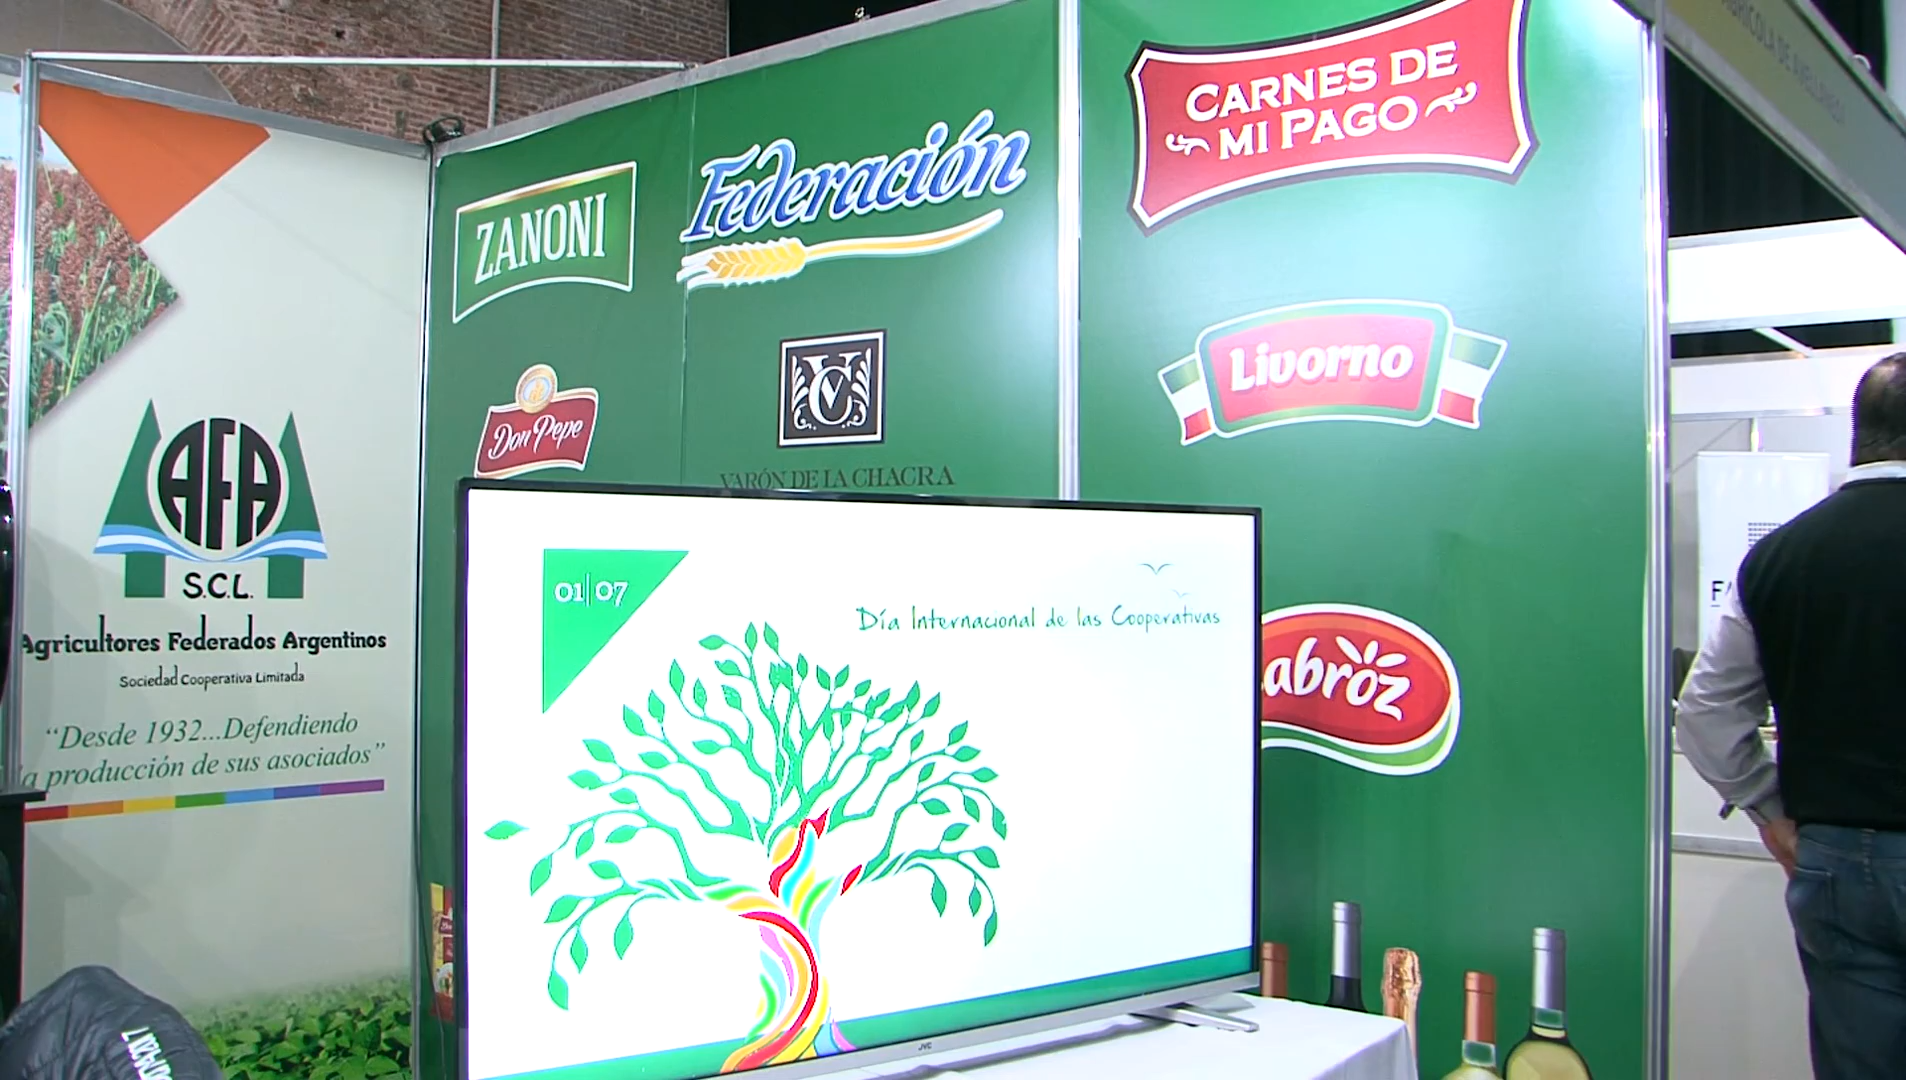 AFA
S.C.L.
Agricultores Federados Argentinos
Sociedad Cooperativa Limitada
“Desde 1932...Defendiendo
la producción de sus asociados”
ZANONI
Federación
CARNES DE
MI PAGO
Don Pepe
VC
VARÓN DE LA CHACRA
Livorno
abroz
01|07
Día Internacional de las Cooperativas
JVC